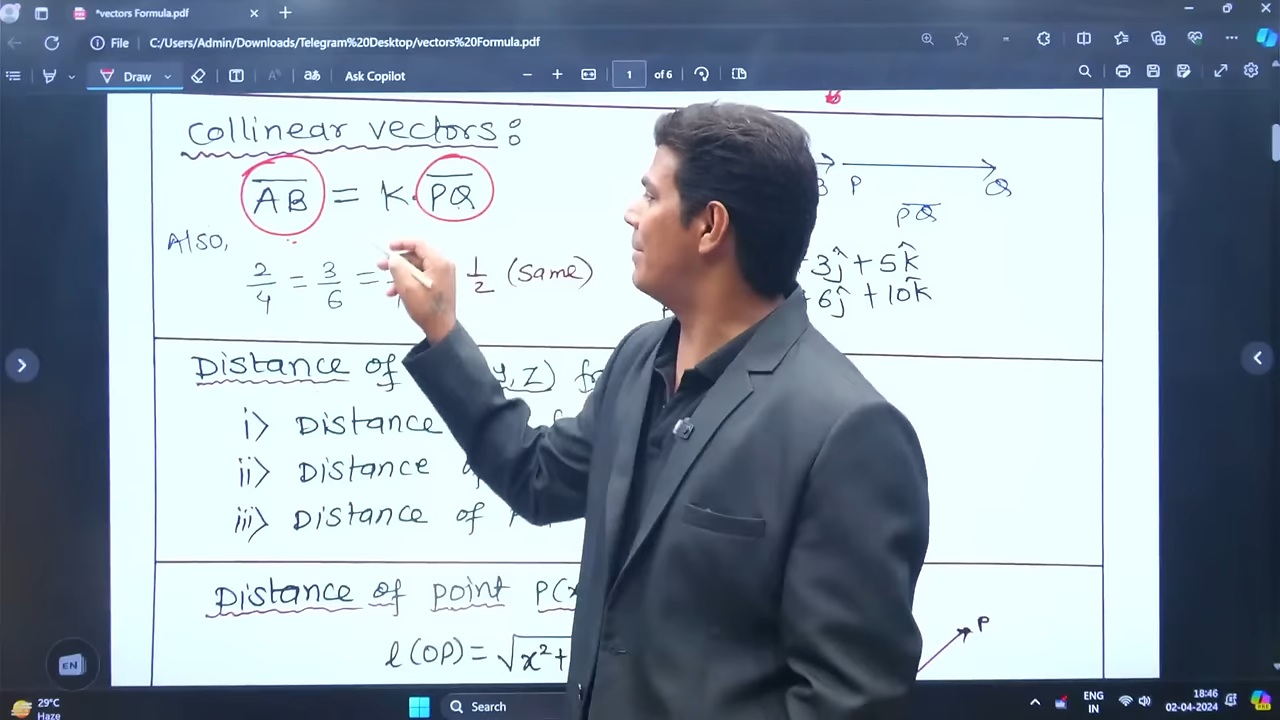 *vectors Formula.pdf
File C:/Users/Admin/Downloads/Telegram%20Desktop/vectors%20Formula.pdf
Draw aあ Ask Copilot 1 of 6
Collinear vectors:
AB = K. PQ
B P Q
PQ
Also,
2/4 = 3/6 = 1/2 (Same)
3ĵ + 5k̂
+ 6ĵ + 10k̂
Distance of y,z)
i) Distance
ii) Distance
iii) Distance of
Distance of point P(x
l(OP) = √x²+
P
EN
29°C
Haze
Search
ENG
IN
18:46
02-04-2024